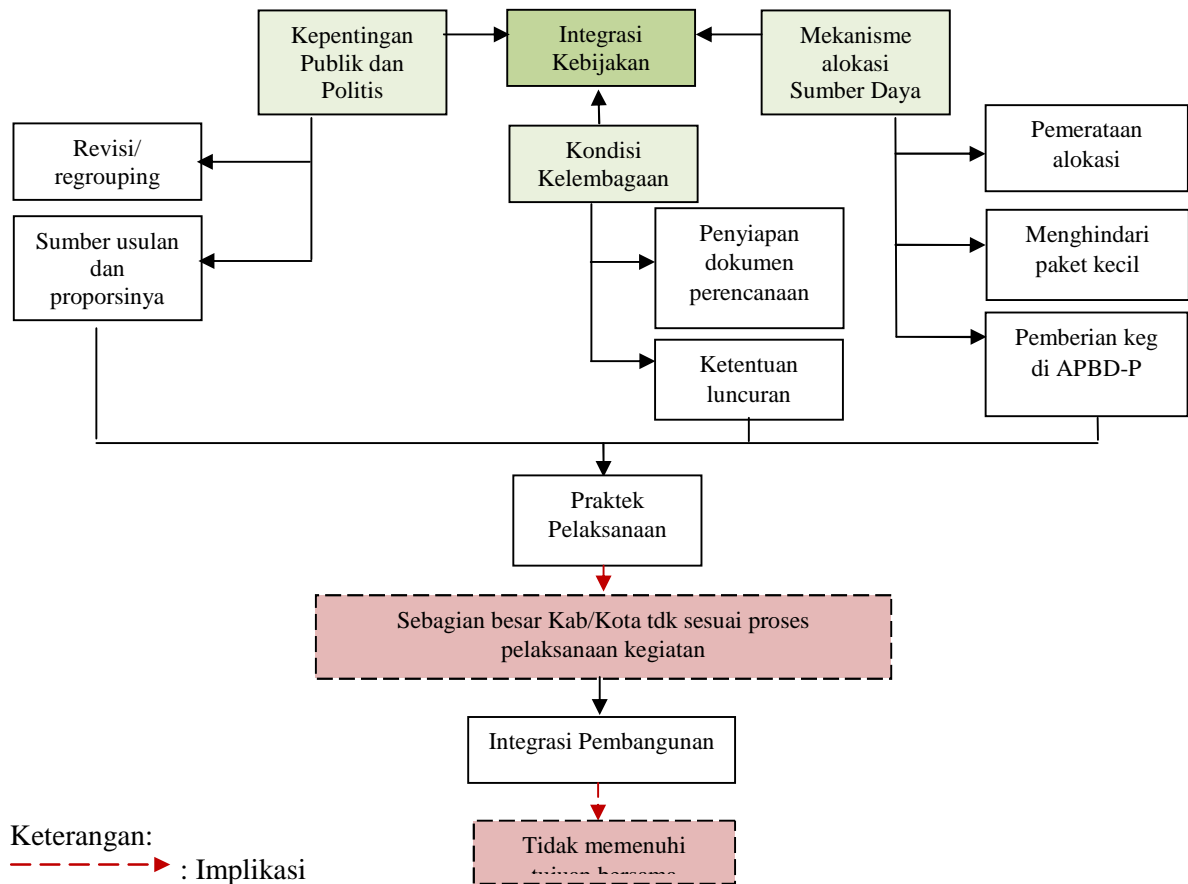 Kepentingan
Publik dan
Politis
Integrasi
Kebijakan
Mekanisme
alokasi
Sumber Daya
Revisi/
regrouping
Kondisi
Kelembagaan
Pemerataan
alokasi
Sumber usulan
dan
proporsinya
Penyiapan
dokumen
perencanaan
Menghindari
paket kecil
Ketentuan
luncuran
Pemberian keg
di APBD-P
Praktek
Pelaksanaan
Sebagian besar Kab/Kota tdk sesuai proses
pelaksanaan kegiatan
Integrasi Pembangunan
Tidak memenuhi
tujuan bersama
Keterangan:
: Implikasi